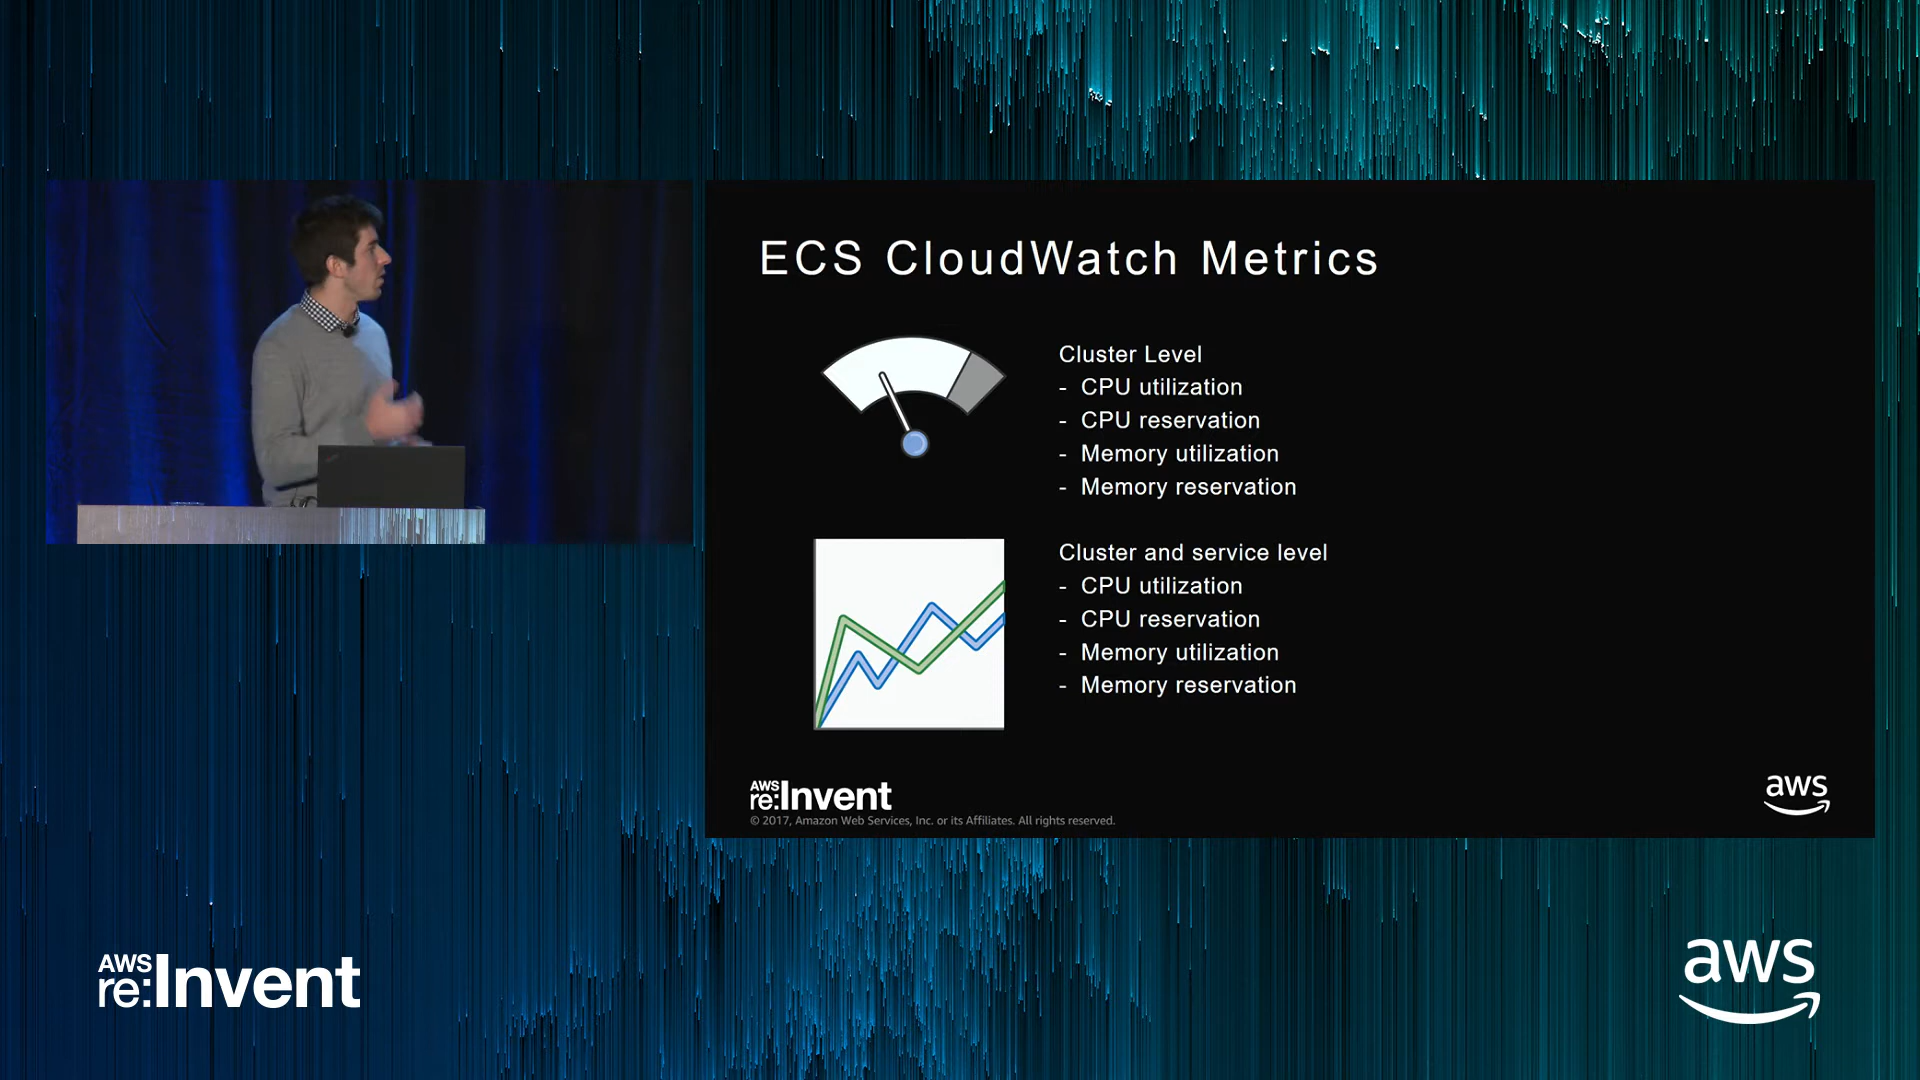 ECS CloudWatch Metrics
Cluster Level
- CPU utilization
- CPU reservation
- Memory utilization
- Memory reservation
Cluster and service level
- CPU utilization
- CPU reservation
- Memory utilization
- Memory reservation
AWS
re:Invent
© 2017, Amazon Web Services, Inc. or its Affiliates. All rights reserved.
aws
AWS
re:Invent
aws